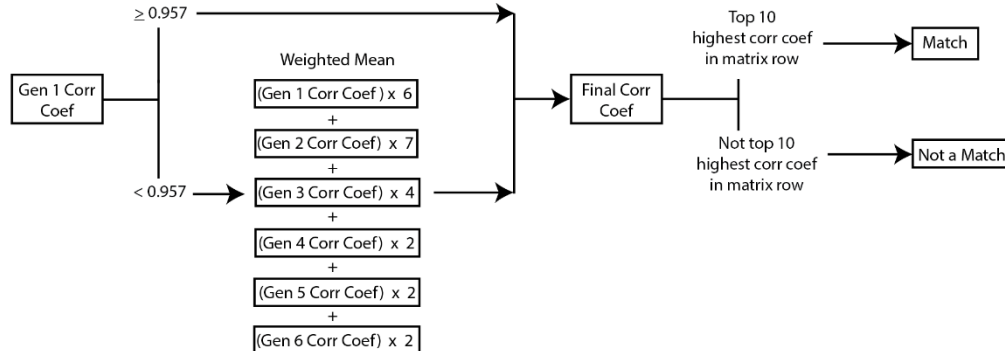 ≥ 0.957
Gen 1 Corr
Coef
< 0.957
Weighted Mean
(Gen 1 Corr Coef) x 6
+
(Gen 2 Corr Coef) x 7
+
(Gen 3 Corr Coef) x 4
+
(Gen 4 Corr Coef) x 2
+
(Gen 5 Corr Coef) x 2
+
(Gen 6 Corr Coef) x 2
Final Corr
Coef
Top 10
highest corr coef
in matrix row
Match
Not top 10
highest corr coef
in matrix row
Not a Match